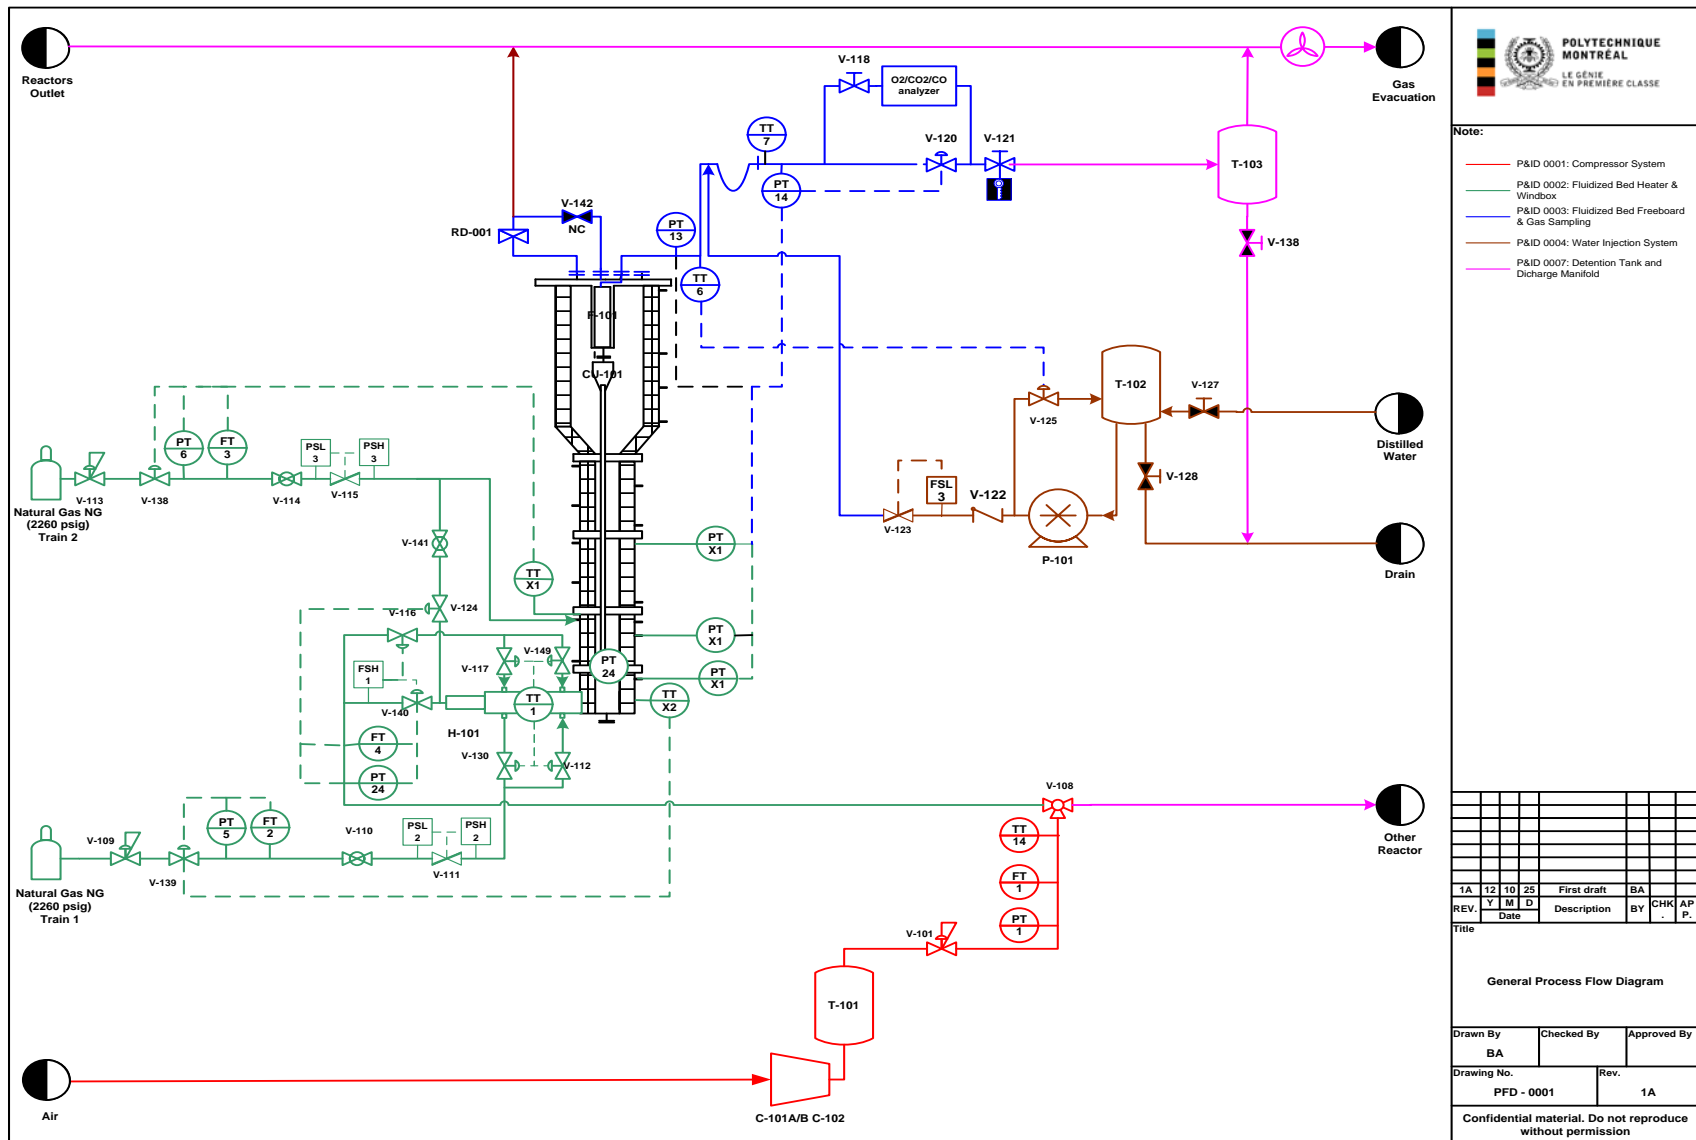 Reactors
Outlet
V-118
O2/CO2/CO
analyzer
Gas
Evacuation
POLYTECHNIQUE
MONTRÉAL
LE GÉNIE
EN PREMIÈRE CLASSE
Note:
P&ID 0001: Compressor System
P&ID 0002: Fluidized Bed Heater &
Windbox
P&ID 0003: Fluidized Bed Freeboard
& Gas Sampling
P&ID 0004: Water Injection System
P&ID 0007: Detention Tank and
Dicharge Manifold
TT
7
V-120
V-121
T-103
PT
14
V-142
NC
RD-001
PT
13
V-138
TT
6
F-101
CU-101
T-102
V-127
V-125
Distilled
Water
PT
6
FT
3
PSL
3
PSH
3
V-113
V-138
V-114
V-115
Natural Gas NG
(2260 psig)
Train 2
V-128
FSL
3
V-122
V-123
P-101
Drain
V-141
PT
X1
TT
X1
V-116
V-124
PT
X1
V-117
V-149
PT
24
FSH
1
PT
X1
TT
X2
V-140
TT
1
H-101
FT
4
V-130
V-112
PT
24
V-108
Other
Reactor
PT
5
FT
2
V-109
V-110
PSL
2
PSH
2
V-139
V-111
Natural Gas NG
(2260 psig)
Train 1
TT
14
FT
1
PT
1
V-101
T-101
Air
C-101A/B C-102
1A 12 10 25 First draft BA
REV. Y M D Description BY CHK. APP.
Date
Title
General Process Flow Diagram
Drawn By Checked By Approved By
BA
Drawing No. Rev.
PFD - 0001 1A
Confidential material. Do not reproduce
without permission